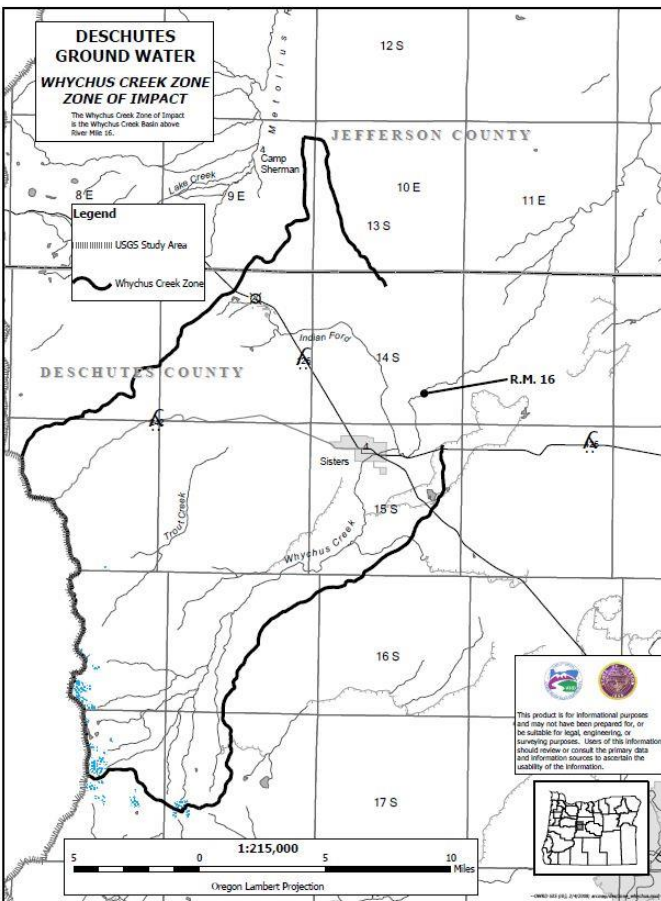 DESCHUTES
GROUND WATER
WHYCHUS CREEK ZONE
ZONE OF IMPACT
The Whychus Creek Zone of Impact
is the Whychus Creek Basin above
River Mile 16.
12 S
Metolius R
JEFFERSON COUNTY
4
Camp
Sherman
Lake Creek
8 E
9 E
10 E
11 E
Legend
USGS Study Area
Whychus Creek Zone
13 S
Indian Ford
14 S
DESCHUTES COUNTY
R.M. 16
4
Sisters
Trout Creek
15 S
Whychus Creek
16 S
This product is for informational purposes
and may not have been prepared for, or
be suitable for legal, engineering, or
surveying purposes. Users of this information
should review or consult the primary data
and information sources to ascertain the
usability of the information.
17 S
1:215,000
5 0 5 10
Miles
Oregon Lambert Projection